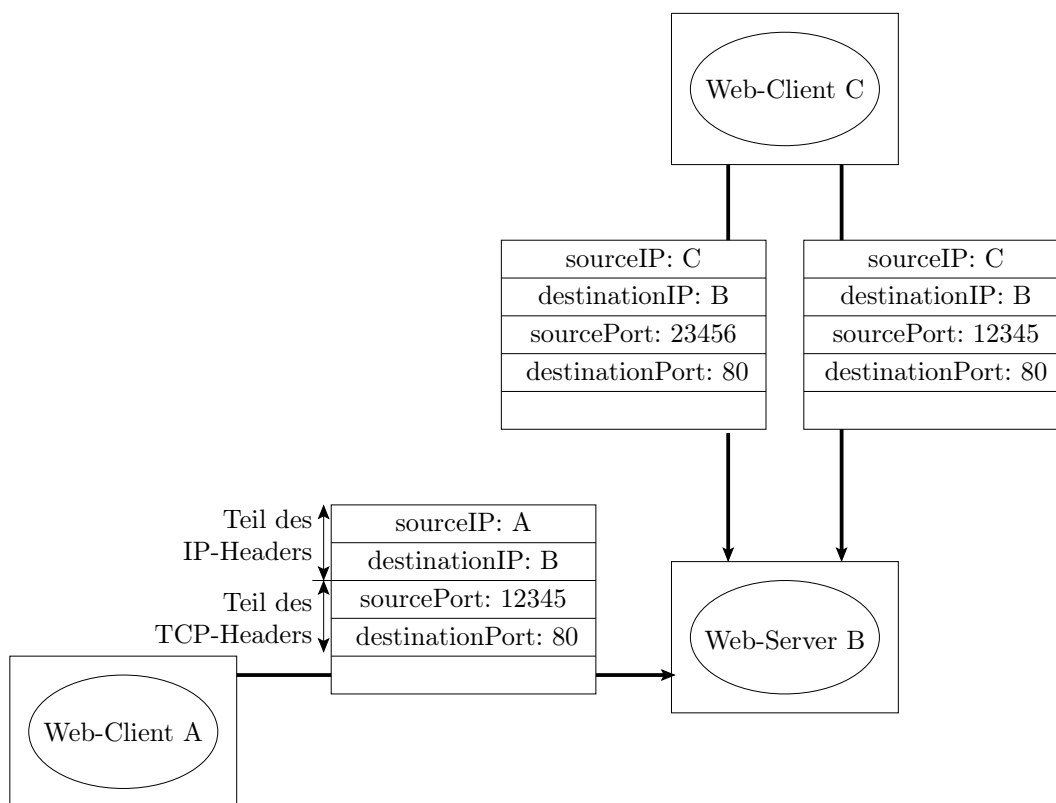 Web-Client C
sourceIP: C
destinationIP: B
sourcePort: 23456
destinationPort: 80
sourceIP: C
destinationIP: B
sourcePort: 12345
destinationPort: 80
Teil des
IP-Headers
Teil des
TCP-Headers
sourceIP: A
destinationIP: B
sourcePort: 12345
destinationPort: 80
Web-Server B
Web-Client A